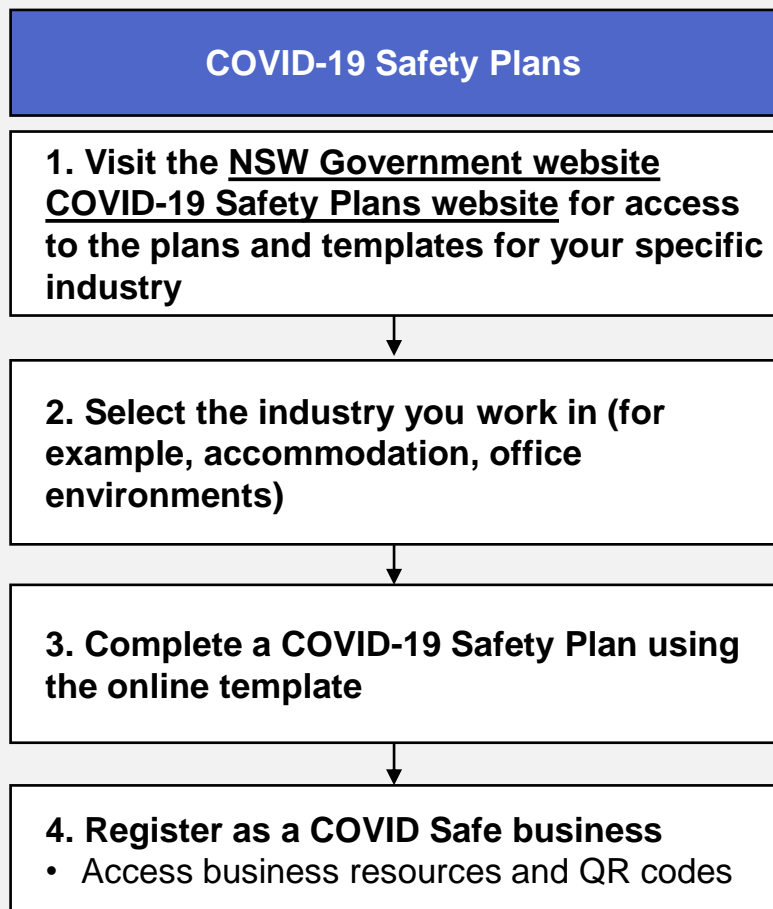 COVID-19 Safety Plans
1. Visit the NSW Government website
COVID-19 Safety Plans website for access
to the plans and templates for your specific
industry
2. Select the industry you work in (for
example, accommodation, office
environments)
3. Complete a COVID-19 Safety Plan using
the online template
4. Register as a COVID Safe business
• Access business resources and QR codes